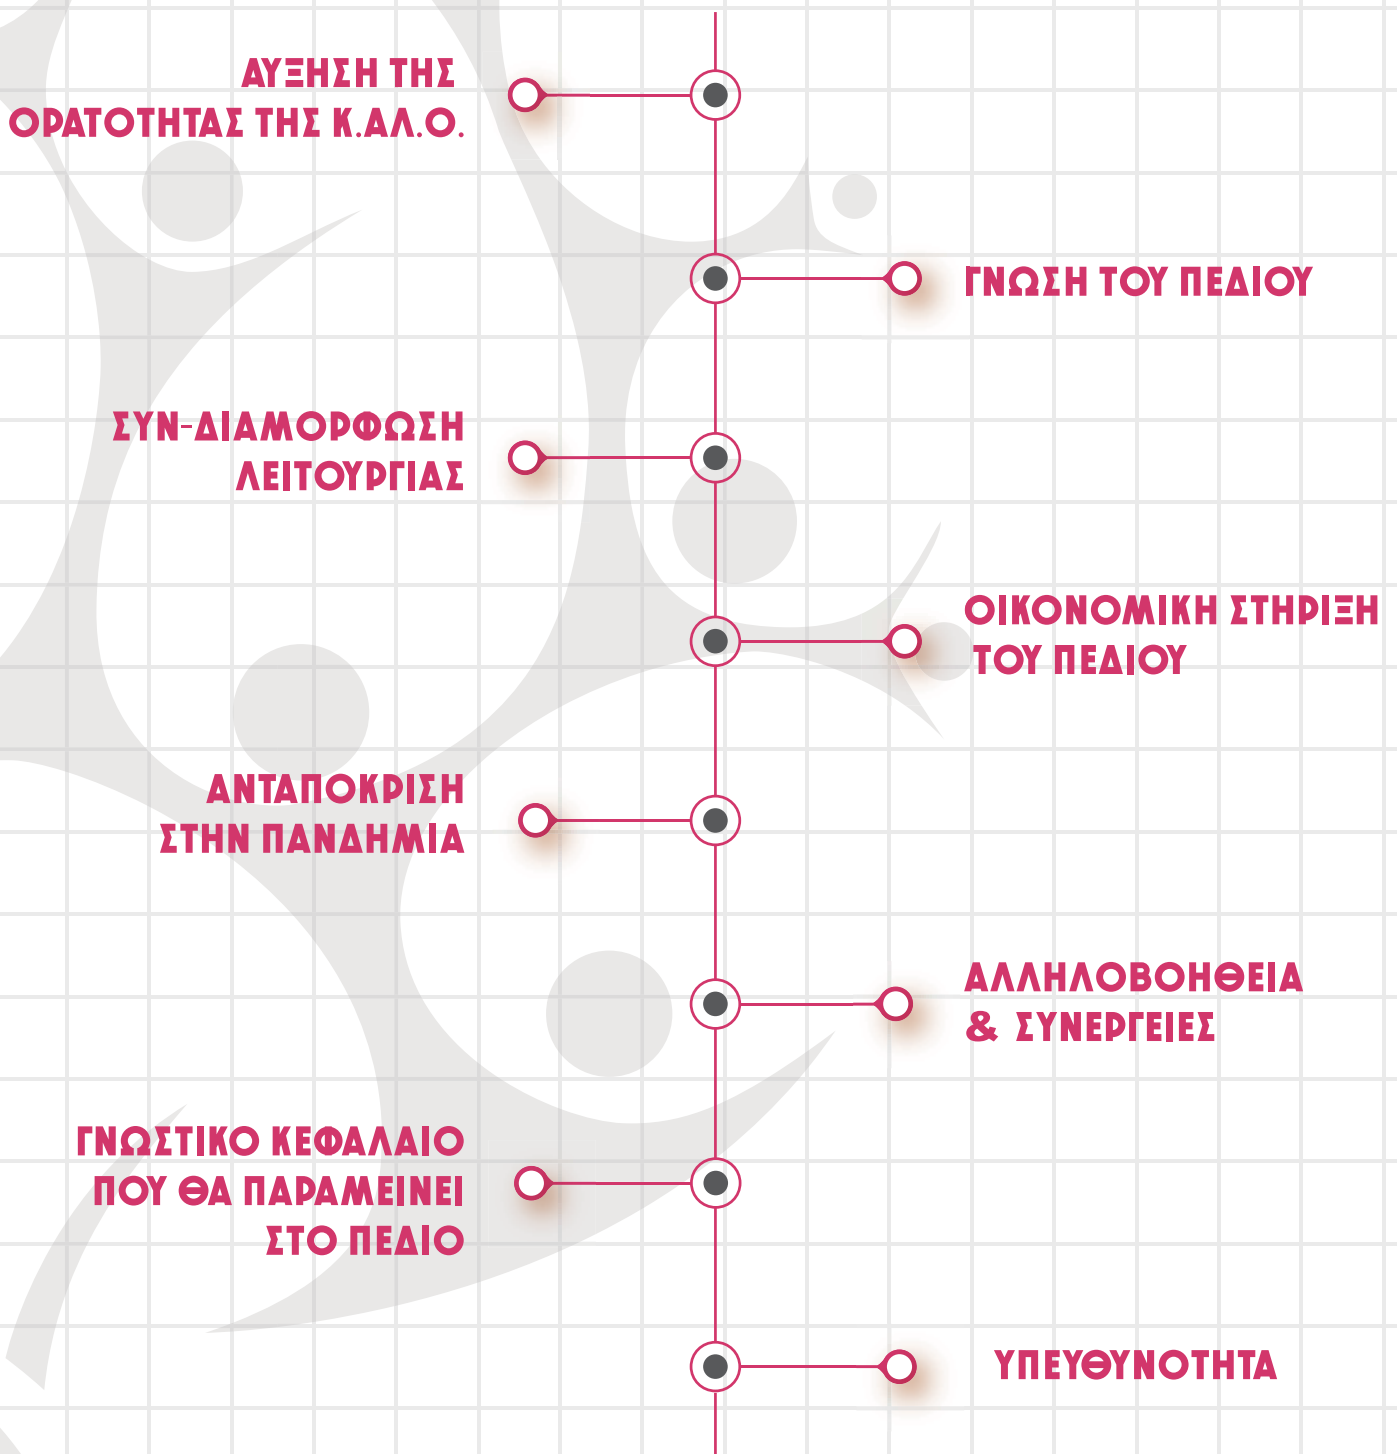 ΑΥΞΗΣΗ ΤΗΣ
ΟΡΑΤΟΤΗΤΑΣ ΤΗΣ Κ.ΑΛ.Ο.
ΓΝΩΣΗ ΤΟΥ ΠΕΔΙΟΥ
ΣΥΝ-ΔΙΑΜΟΡΦΩΣΗ
ΛΕΙΤΟΥΡΓΙΑΣ
ΟΙΚΟΝΟΜΙΚΗ ΣΤΗΡΙΞΗ
ΤΟΥ ΠΕΔΙΟΥ
ΑΝΤΑΠΟΚΡΙΣΗ
ΣΤΗΝ ΠΑΝΔΗΜΙΑ
ΑΛΛΗΛΟΒΟΗΘΕΙΑ
& ΣΥΝΕΡΓΕΙΕΣ
ΓΝΩΣΤΙΚΟ ΚΕΦΑΛΑΙΟ
ΠΟΥ ΘΑ ΠΑΡΑΜΕΙΝΕΙ
ΣΤΟ ΠΕΔΙΟ
ΥΠΕΥΘΥΝΟΤΗΤΑ